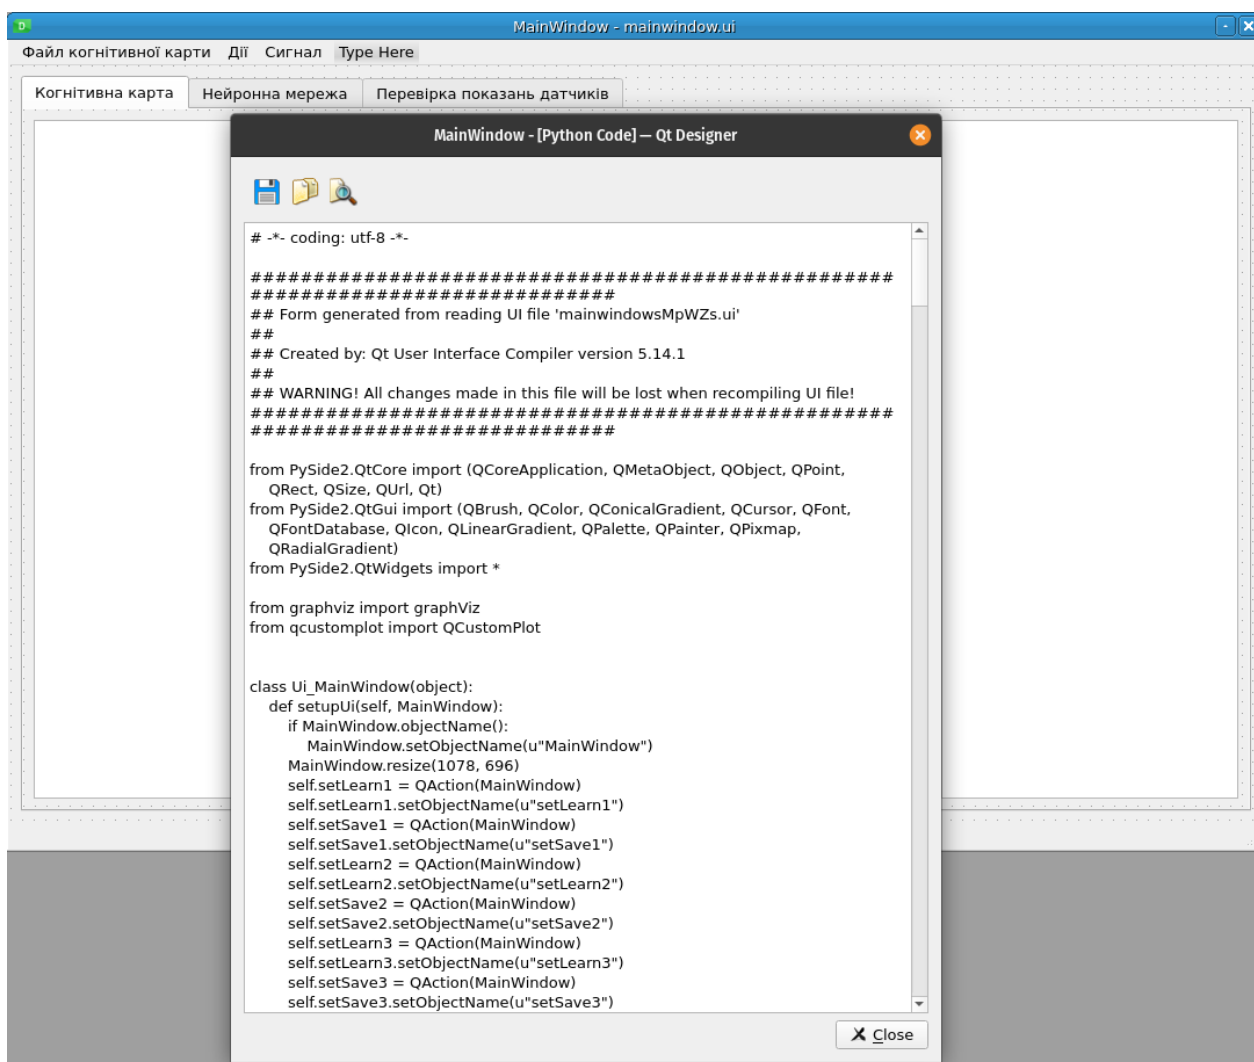 MainWindow - mainwindow.ui
Файл когнітивної карти Дії Сигнал Type Here
Когнітивна карта Нейронна мережа Перевірка показань датчиків
MainWindow - [Python Code] — Qt Designer
# -*- coding: utf-8 -*-
###################################################
#############################
## Form generated from reading UI file 'mainwindowsMpWZs.ui'
##
## Created by: Qt User Interface Compiler version 5.14.1
##
## WARNING! All changes made in this file will be lost when recompiling UI file!
###################################################
#############################
from PySide2.QtCore import (QCoreApplication, QMetaObject, QObject, QPoint,
QRect, QSize, QUrl, Qt)
from PySide2.QtGui import (QBrush, QColor, QConicalGradient, QCursor, QFont,
QFontDatabase, QIcon, QLinearGradient, QPalette, QPainter, QPixmap,
QRadialGradient)
from PySide2.QtWidgets import *
from graphviz import graphViz
from qcustomplot import QCustomPlot
class Ui_MainWindow(object):
def setupUi(self, MainWindow):
if MainWindow.objectName():
MainWindow.setObjectName(u"MainWindow")
MainWindow.resize(1078, 696)
self.setLearn1 = QAction(MainWindow)
self.setLearn1.setObjectName(u"setLearn1")
self.setSave1 = QAction(MainWindow)
self.setSave1.setObjectName(u"setSave1")
self.setLearn2 = QAction(MainWindow)
self.setLearn2.setObjectName(u"setLearn2")
self.setSave2 = QAction(MainWindow)
self.setSave2.setObjectName(u"setSave2")
self.setLearn3 = QAction(MainWindow)
self.setLearn3.setObjectName(u"setLearn3")
self.setSave3 = QAction(MainWindow)
self.setSave3.setObjectName(u"setSave3")
Close